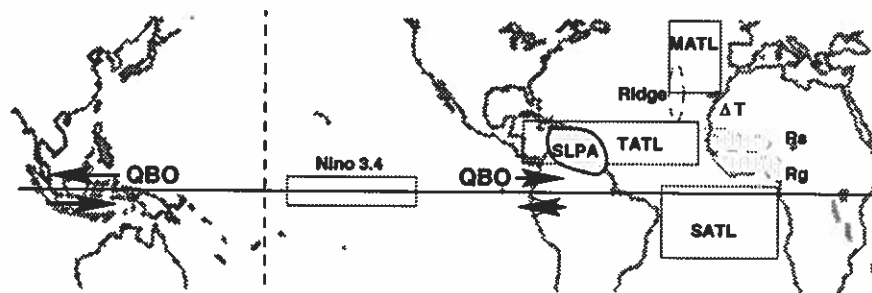 MATL
Ridge
ΔT
TATL
SLPA
Rs
Rg
QBO
Nino 3.4
QBO
SATL